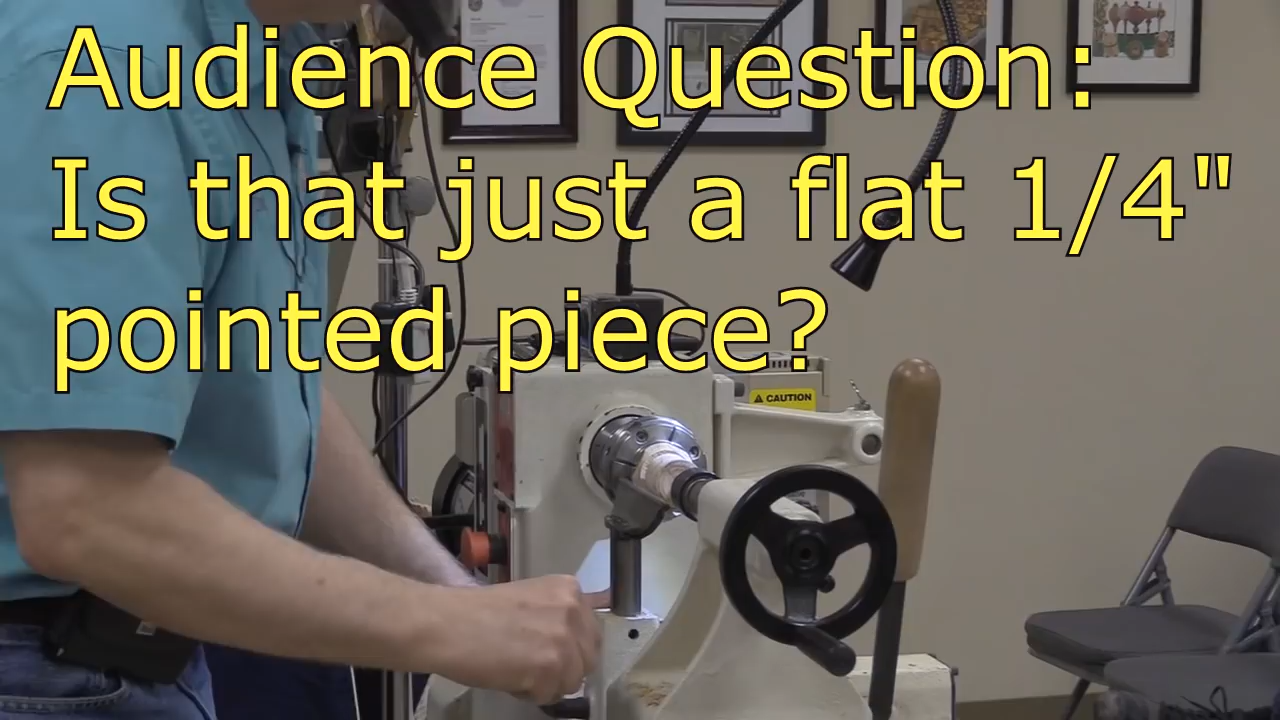 Audience Question:
Is that just a flat 1/4"
pointed piece?
CAUTION